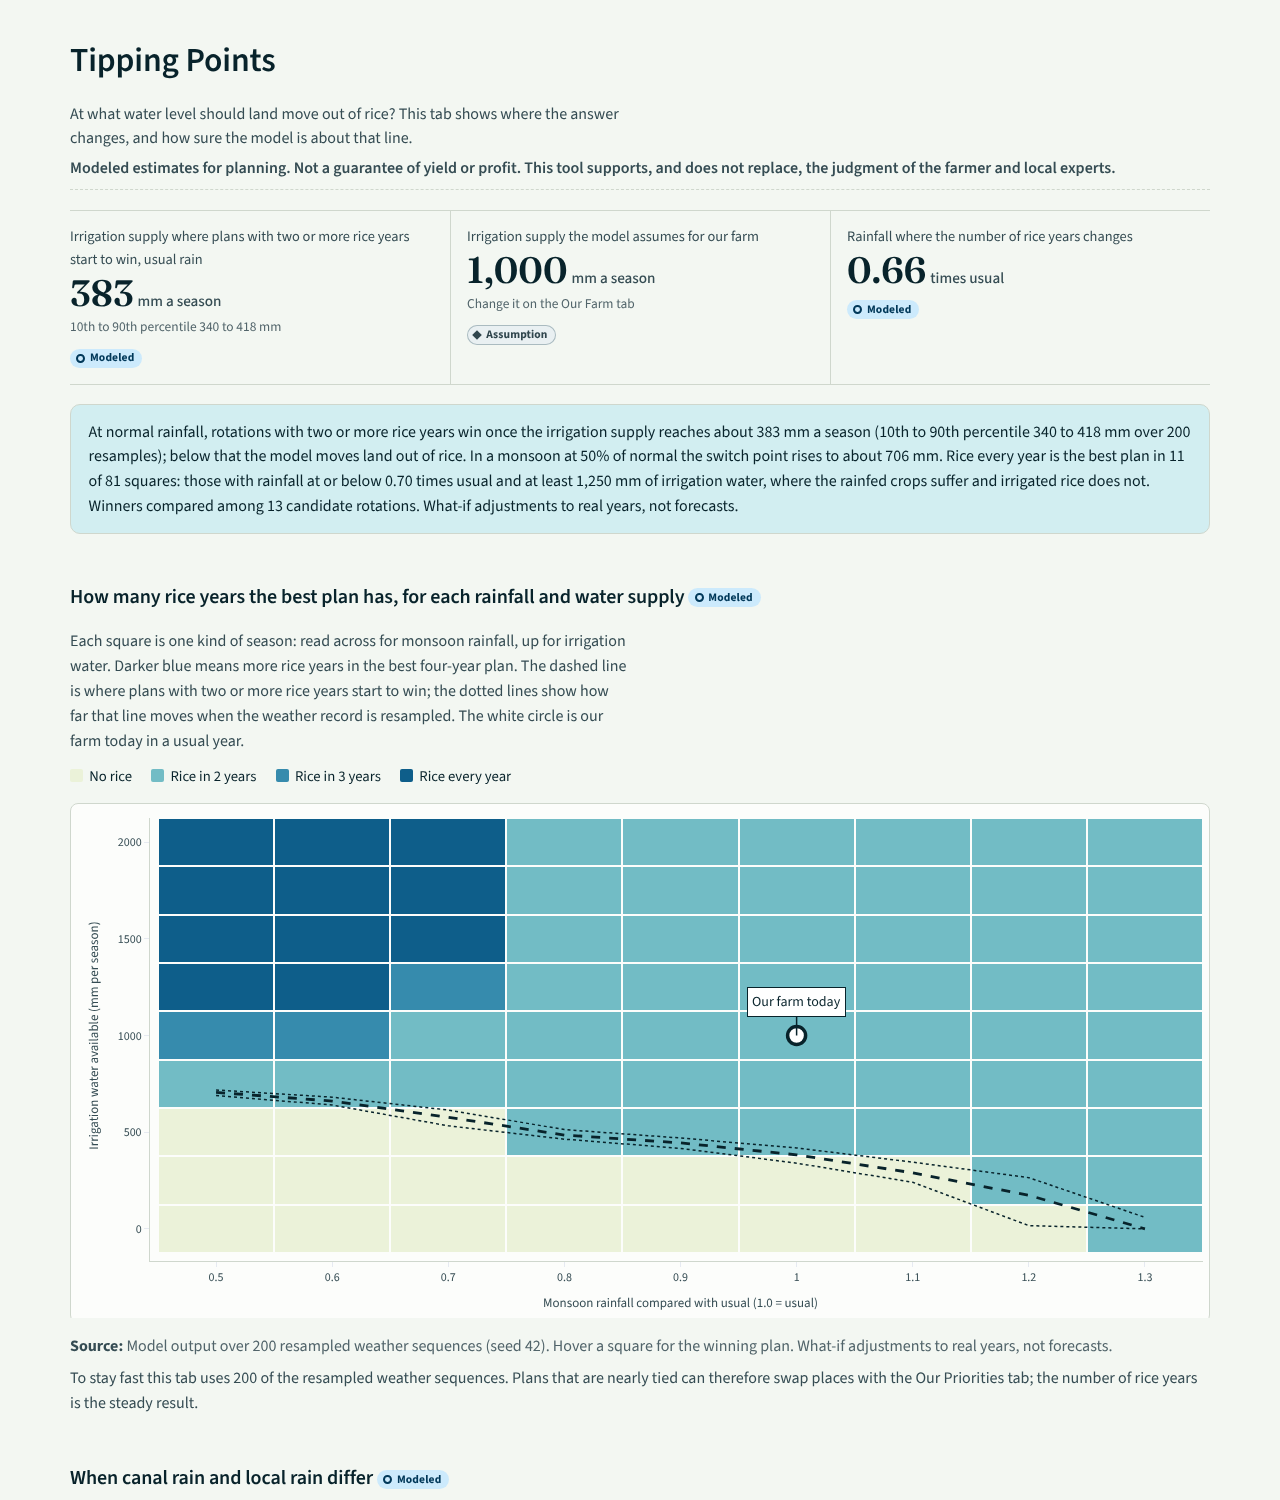 Tipping Points
At what water level should land move out of rice? This tab shows where the answer
changes, and how sure the model is about that line.
Modeled estimates for planning. Not a guarantee of yield or profit. This tool supports, and does not replace, the judgment of the farmer and local experts.
Irrigation supply where plans with two or more rice years
start to win, usual rain
383 mm a season
10th to 90th percentile 340 to 418 mm
Modeled
Irrigation supply the model assumes for our farm
1,000 mm a season
Change it on the Our Farm tab
Assumption
Rainfall where the number of rice years changes
0.66 times usual
Modeled
At normal rainfall, rotations with two or more rice years win once the irrigation supply reaches about 383 mm a season (10th to 90th percentile 340 to 418 mm over 200
resamples); below that the model moves land out of rice. In a monsoon at 50% of normal the switch point rises to about 706 mm. Rice every year is the best plan in 11
of 81 squares: those with rainfall at or below 0.70 times usual and at least 1,250 mm of irrigation water, where the rainfed crops suffer and irrigated rice does not.
Winners compared among 13 candidate rotations. What-if adjustments to real years, not forecasts.
How many rice years the best plan has, for each rainfall and water supply Modeled
Each square is one kind of season: read across for monsoon rainfall, up for irrigation
water. Darker blue means more rice years in the best four-year plan. The dashed line
is where plans with two or more rice years start to win; the dotted lines show how
far that line moves when the weather record is resampled. The white circle is our
farm today in a usual year.
No rice Rice in 2 years Rice in 3 years Rice every year
Irrigation water available (mm per season)
2000
1500
1000
500
0
Our farm today
0.5 0.6 0.7 0.8 0.9 1 1.1 1.2 1.3
Monsoon rainfall compared with usual (1.0 = usual)
Source: Model output over 200 resampled weather sequences (seed 42). Hover a square for the winning plan. What-if adjustments to real years, not forecasts.
To stay fast this tab uses 200 of the resampled weather sequences. Plans that are nearly tied can therefore swap places with the Our Priorities tab; the number of rice years
is the steady result.
When canal rain and local rain differ Modeled